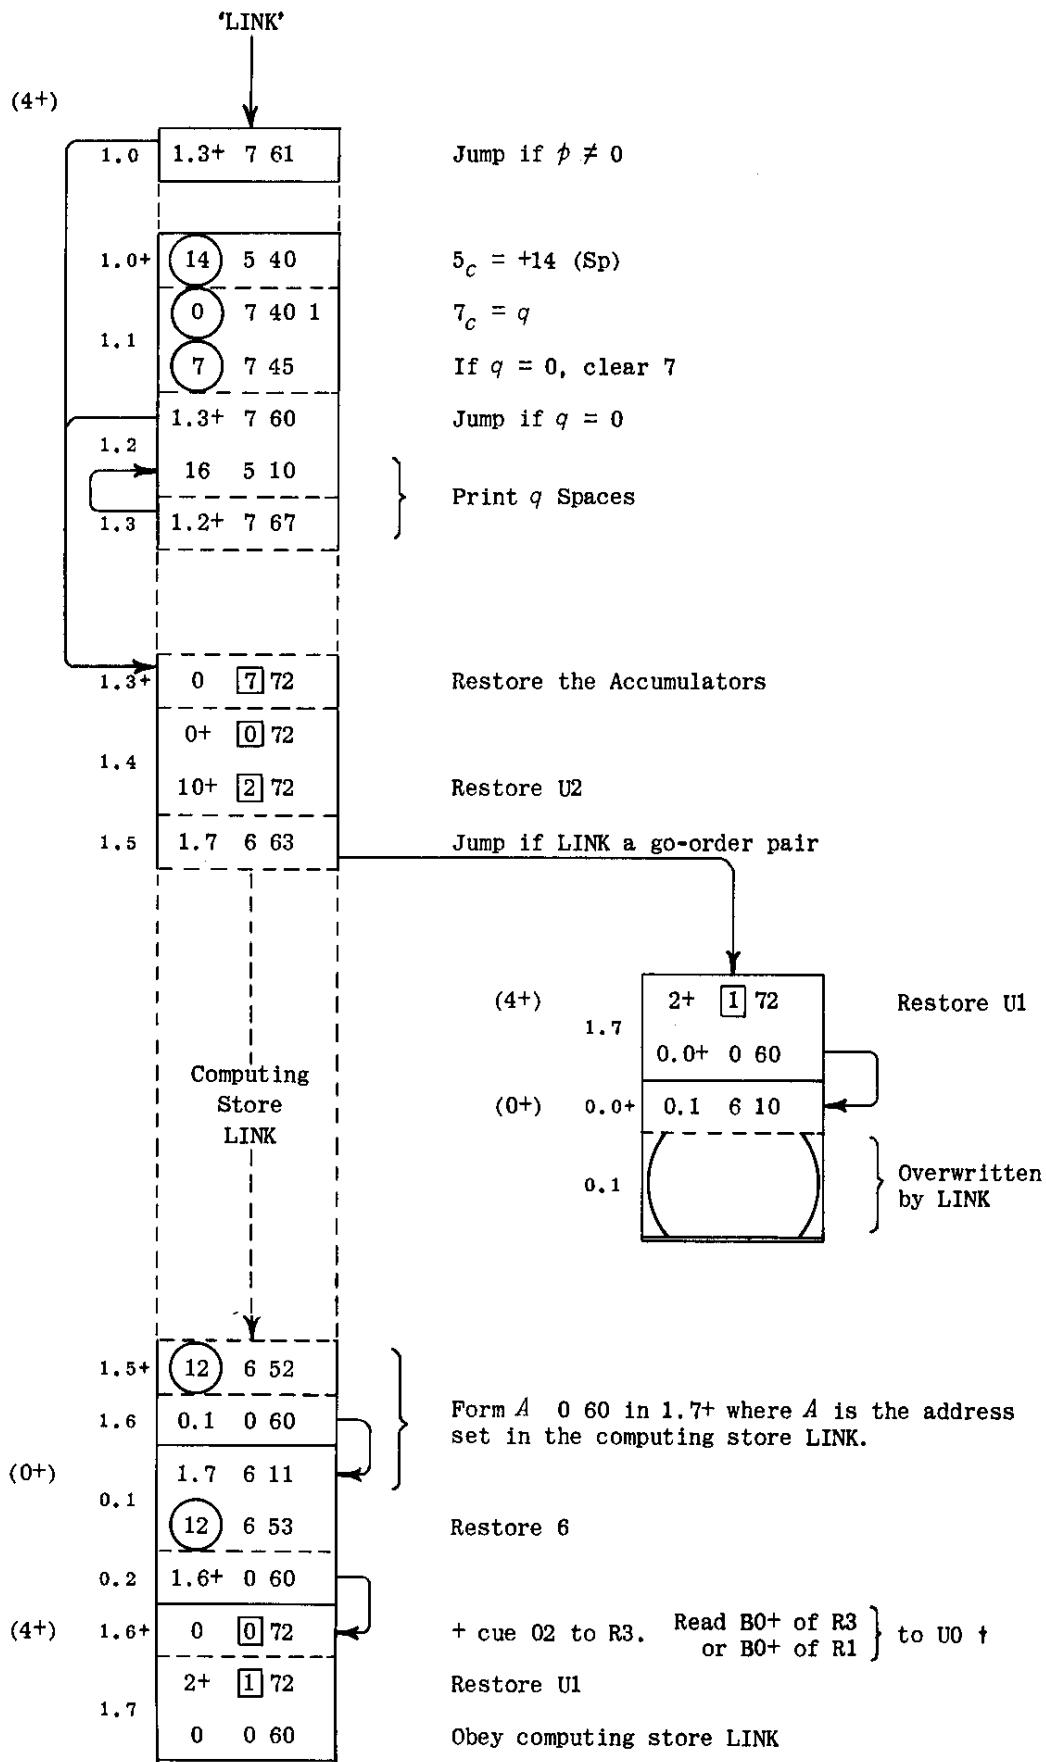 'LINK'
(4+)
1.0 1.3+ 7 61 Jump if p ≠ 0
1.0+ 14 5 40 5c = +14 (Sp)
0 7 40 1 7c = q
1.1
7 7 45 If q = 0, clear 7
1.3+ 7 60 Jump if q = 0
1.2
16 5 10
Print q Spaces
1.3 1.2+ 7 67
1.3+ 0 7 72 Restore the Accumulators
0+ 0 72
1.4
10+ 2 72 Restore U2
1.5 1.7 6 63 Jump if LINK a go-order pair
(4+) 2+ 1 72 Restore U1
1.7
0.0+ 0 60
(0+) 0.0+ 0.1 6 10
0.1
Overwritten
by LINK
Computing
Store
LINK
1.5+ 12 6 52
1.6 0.1 0 60
Form A 0 60 in 1.7+ where A is the address
set in the computing store LINK.
(0+) 1.7 6 11
0.1
12 6 53 Restore 6
0.2 1.6+ 0 60
(4+) 1.6+ 0 0 72 + cue 02 to R3. Read B0+ of R3
or B0+ of R1 } to U0 †
2+ 1 72 Restore U1
1.7
0 0 60 Obey computing store LINK